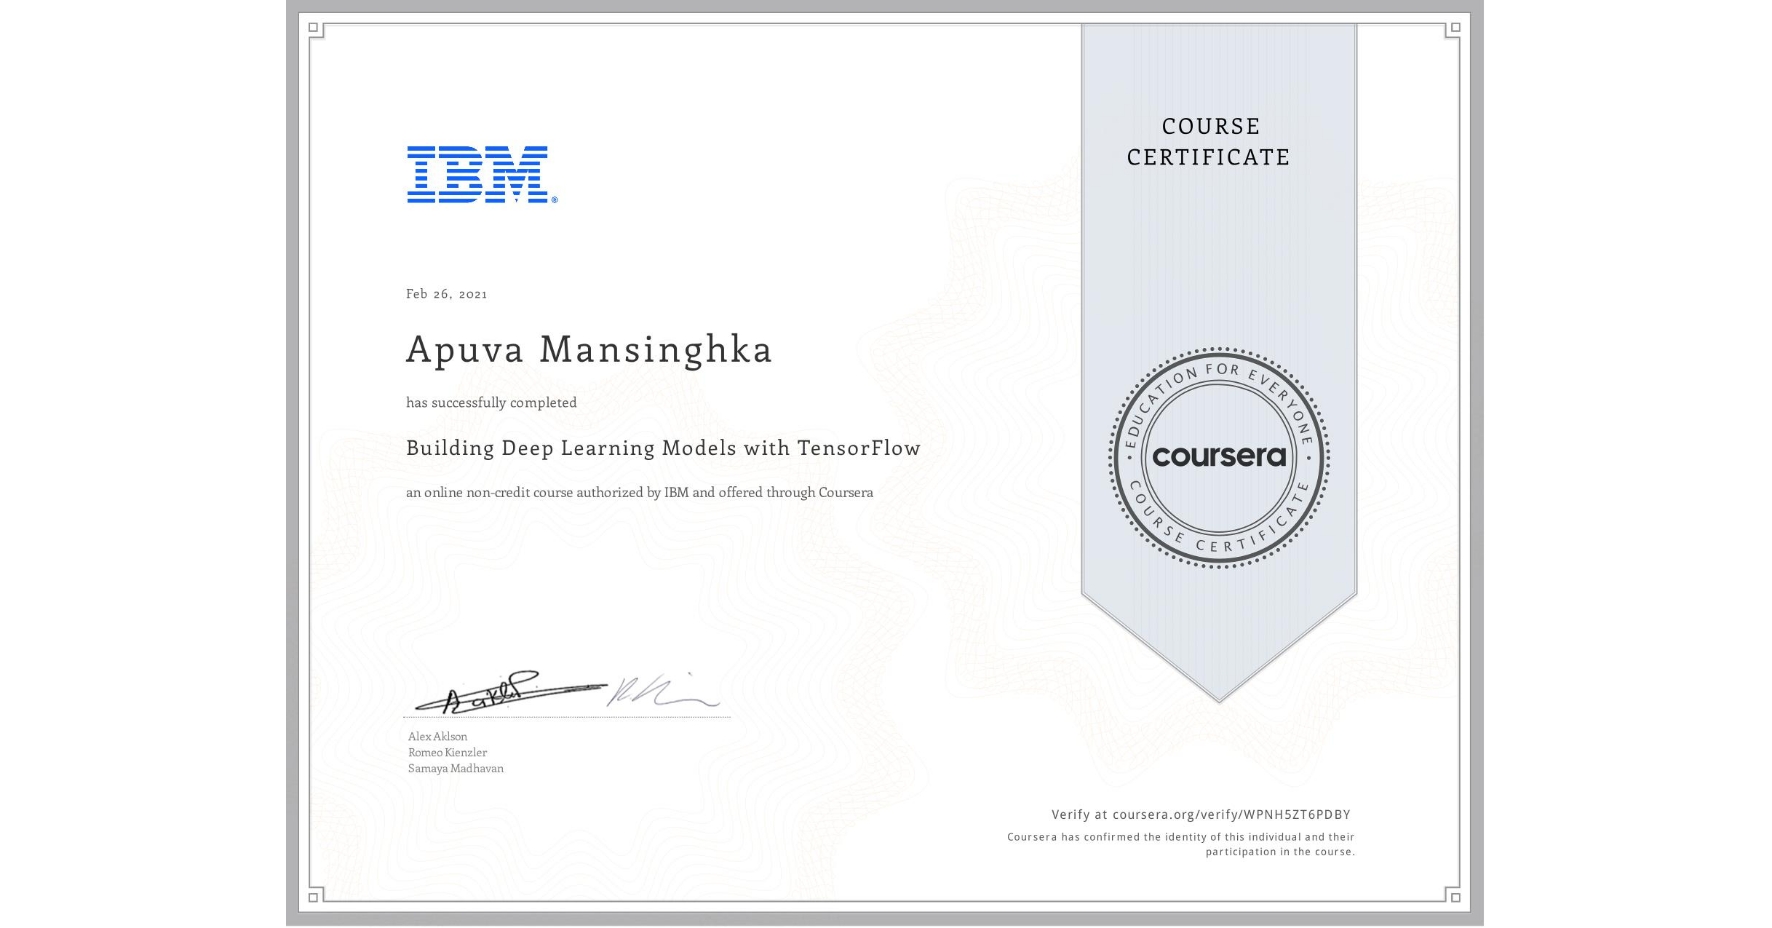 IBM®
COURSE
CERTIFICATE
Feb 26, 2021
Apuva Mansinghka
has successfully completed
Building Deep Learning Models with TensorFlow
an online non-credit course authorized by IBM and offered through Coursera
EDUCATION FOR EVERYONE
coursera
COURSE CERTIFICATE
Alex Aklson
Romeo Kienzler
Samaya Madhavan
Verify at coursera.org/verify/WPNH5ZT6PDBY
Coursera has confirmed the identity of this individual and their
participation in the course.